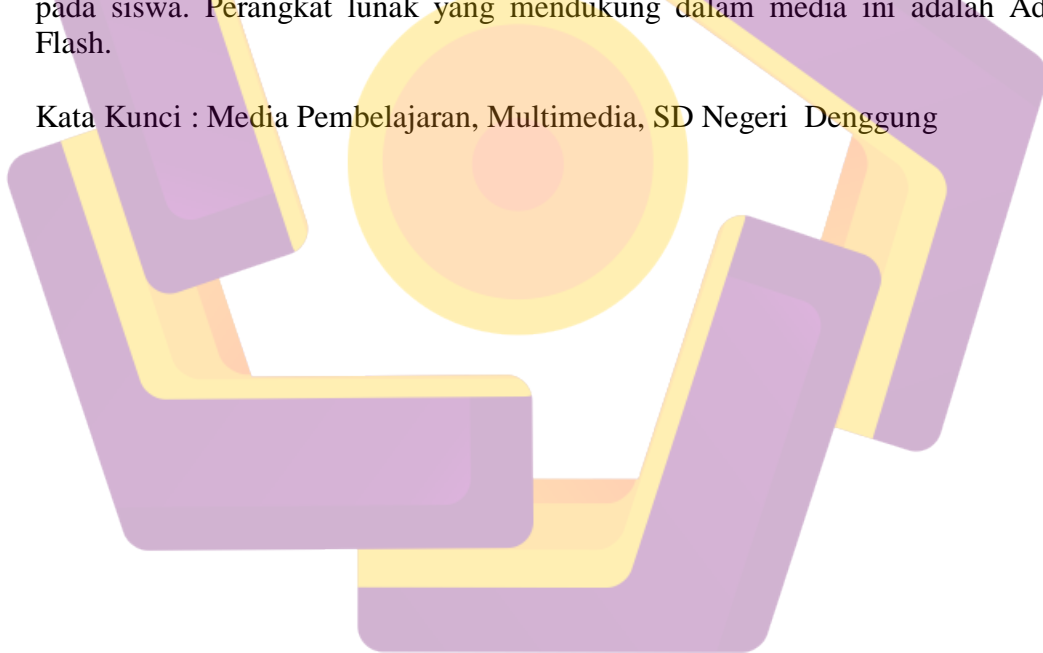 pada siswa. Perangkat lunak yang mendukung dalam media ini adalah Ad
Flash.
Kata Kunci : Media Pembelajaran, Multimedia, SD Negeri Denggung